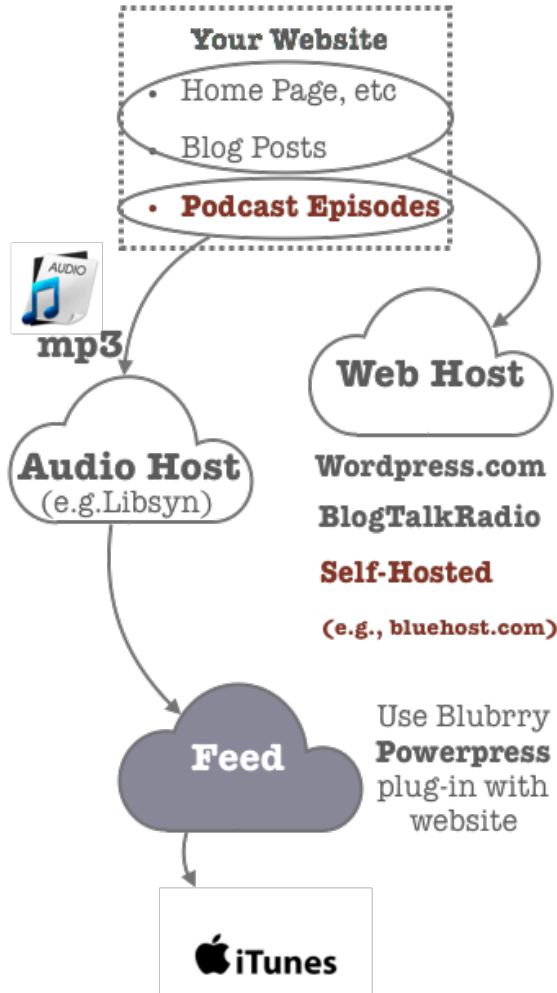 Your Website
• Home Page, etc
• Blog Posts
• Podcast Episodes
AUDIO
mp3
Web Host
Audio Host
(e.g.Libsyn)
Wordpress.com
BlogTalkRadio
Self-Hosted
(e.g., bluehost.com)
Feed
Use Blubrry
Powerpress
plug-in with
website
iTunes